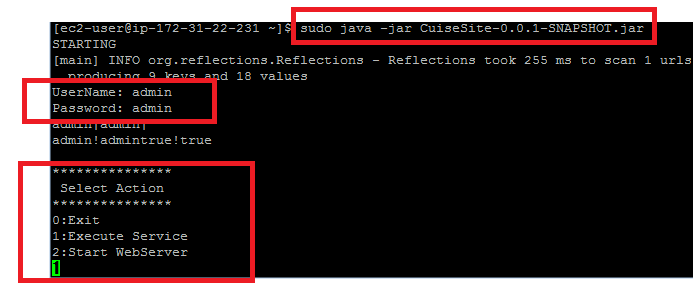 [ec2-user@ip-172-31-22-231 ~]$ sudo java -jar CuiseSite-0.0.1-SNAPSHOT.jar
STARTING
[main] INFO org.reflections.Reflections - Reflections took 255 ms to scan 1 urls
producing 9 keys and 18 values
UserName: admin
Password: admin
admin|admin|
admin!admintrue!true
***************
Select Action
***************
0:Exit
1:Execute Service
2:Start WebServer